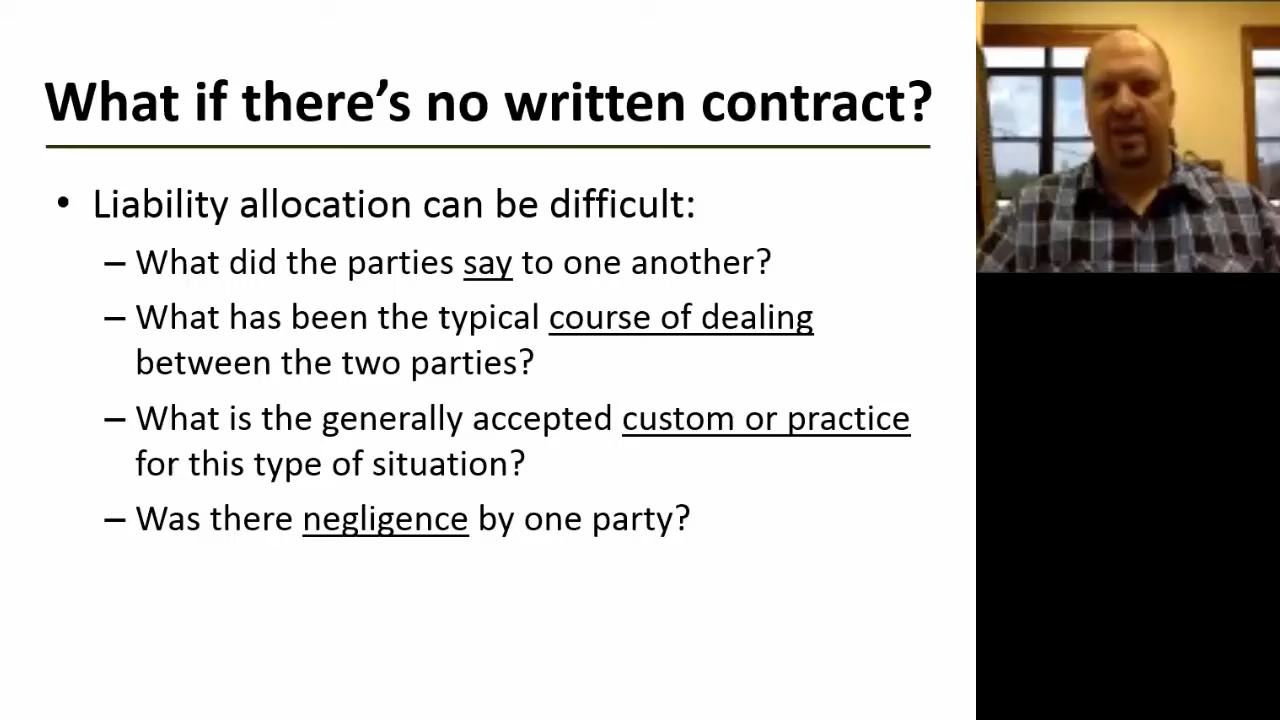 What if there’s no written contract?
• Liability allocation can be difficult:
– What did the parties say to one another?
– What has been the typical course of dealing
between the two parties?
– What is the generally accepted custom or practice
for this type of situation?
– Was there negligence by one party?